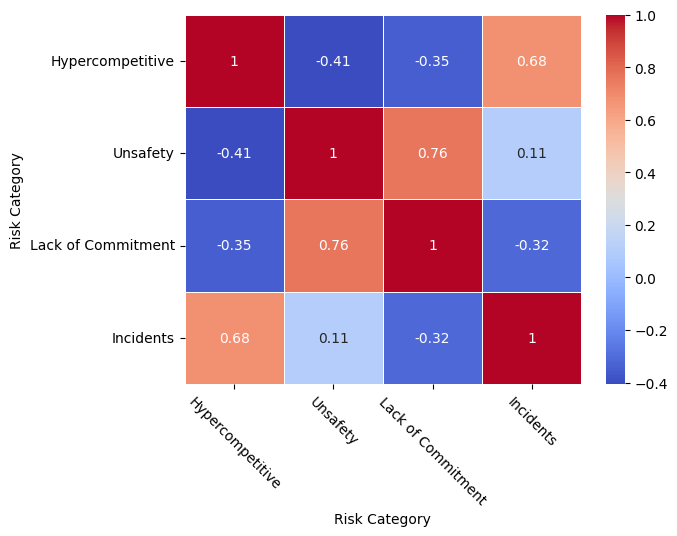 Hypercompetitive 1 -0.41 -0.35 0.68
Unsafety -0.41 1 0.76 0.11
Lack of Commitment -0.35 0.76 1 -0.32
Incidents 0.68 0.11 -0.32 1
Risk Category
Hypercompetitive
Unsafety
Lack of Commitment
Incidents
Risk Category
1.0
0.8
0.6
0.4
0.2
0.0
−0.2
−0.4